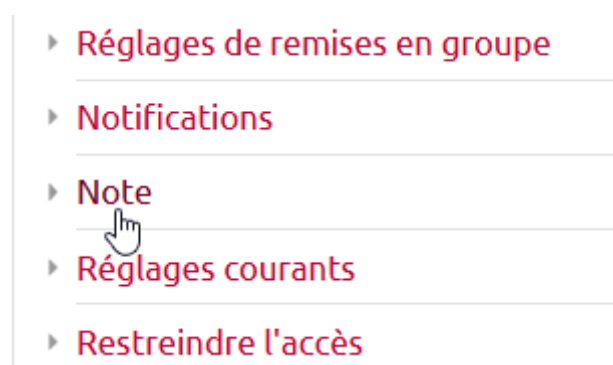 Réglages de remises en groupe
Notifications
Note
Réglages courants
Restreindre l'accès